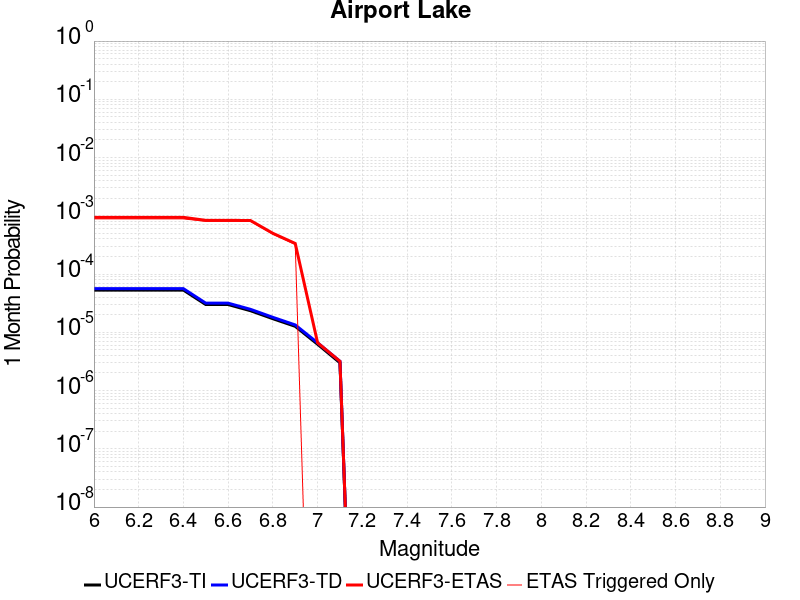 Airport Lake
10 0
10 -1
10 -2
10 -3
10 -4
10 -5
10 -6
10 -7
10 -8
1 Month Probability
6 6.2 6.4 6.6 6.8 7 7.2 7.4 7.6 7.8 8 8.2 8.4 8.6 8.8 9
Magnitude
UCERF3-TI UCERF3-TD UCERF3-ETAS ETAS Triggered Only